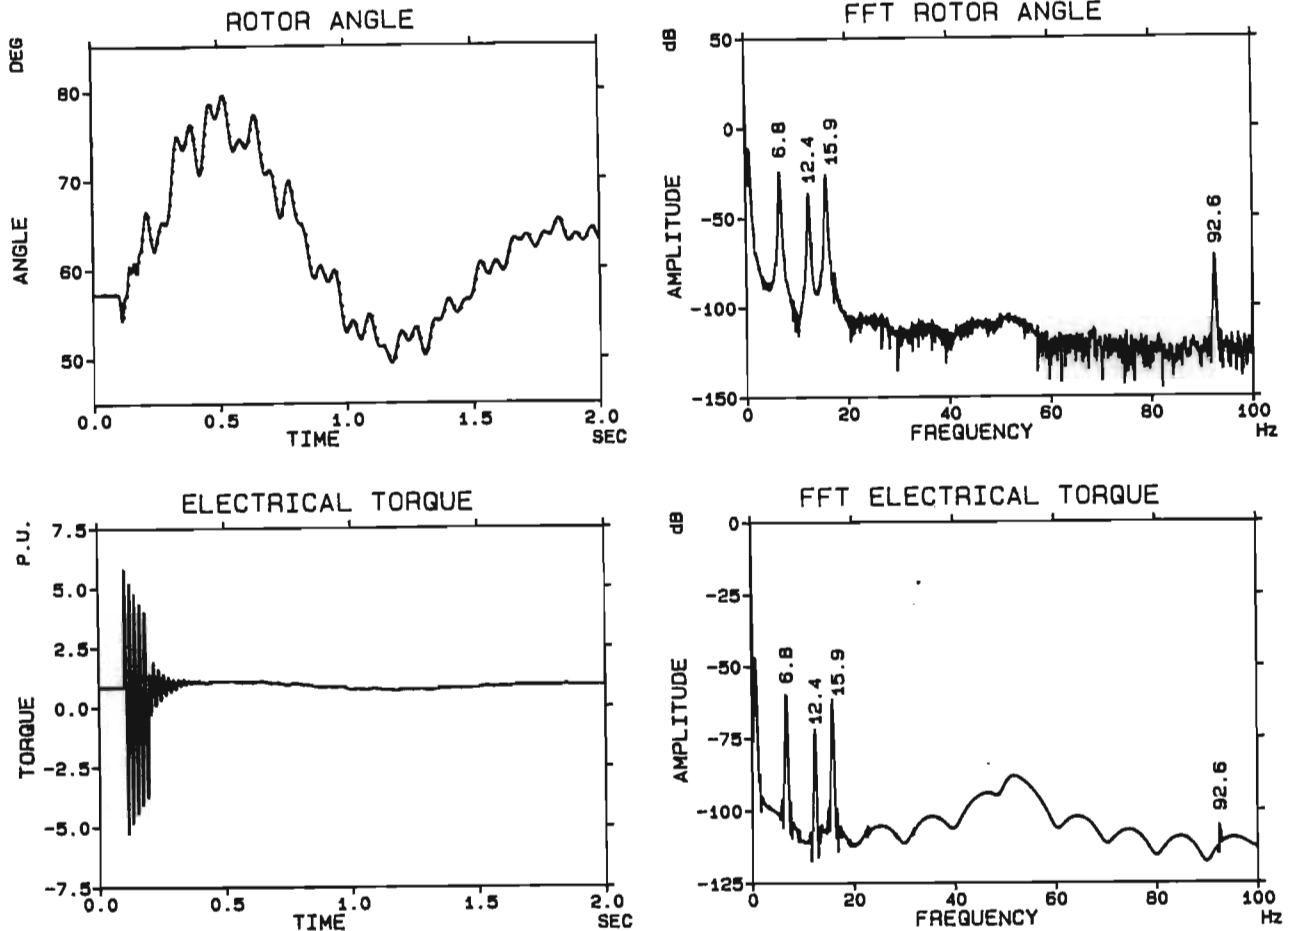 ROTOR ANGLE
DEG
ANGLE
80
70
60
50
0.0 0.5 1.0 1.5 2.0
TIME
SEC
FFT ROTOR ANGLE
dB
AMPLITUDE
50
0
-50
-100
-150
6.8
12.4
15.9
92.6
0 20 40 60 80 100
FREQUENCY
Hz
ELECTRICAL TORQUE
P.U.
TORQUE
7.5
5.0
2.5
0.0
-2.5
-5.0
-7.5
0.0 0.5 1.0 1.5 2.0
TIME
SEC
FFT ELECTRICAL TORQUE
dB
AMPLITUDE
0
-25
-50
-75
-100
-125
6.8
12.4
15.9
92.6
0 20 40 60 80 100
FREQUENCY
Hz